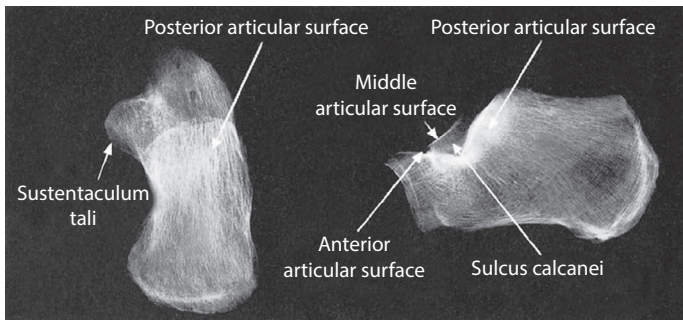 Posterior articular surface
Sustentaculum
tali
Posterior articular surface
Middle
articular surface
Anterior
articular surface
Sulcus calcanei